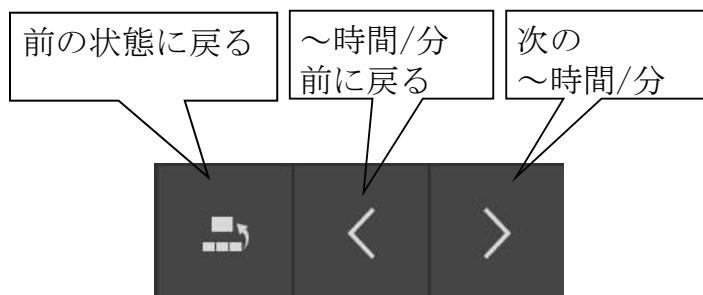 前の状態に戻る
～時間/分
前に戻る
次の
～時間/分